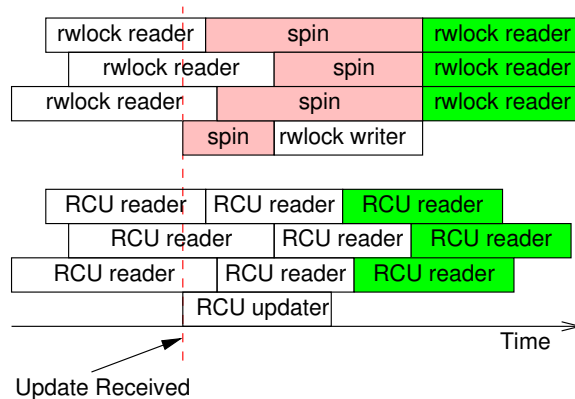 rwlock reader spin rwlock reader
rwlock reader spin rwlock reader
rwlock reader spin rwlock reader
spin rwlock writer
RCU reader RCU reader RCU reader
RCU reader RCU reader RCU reader
RCU reader RCU reader RCU reader
RCU updater
Time
Update Received